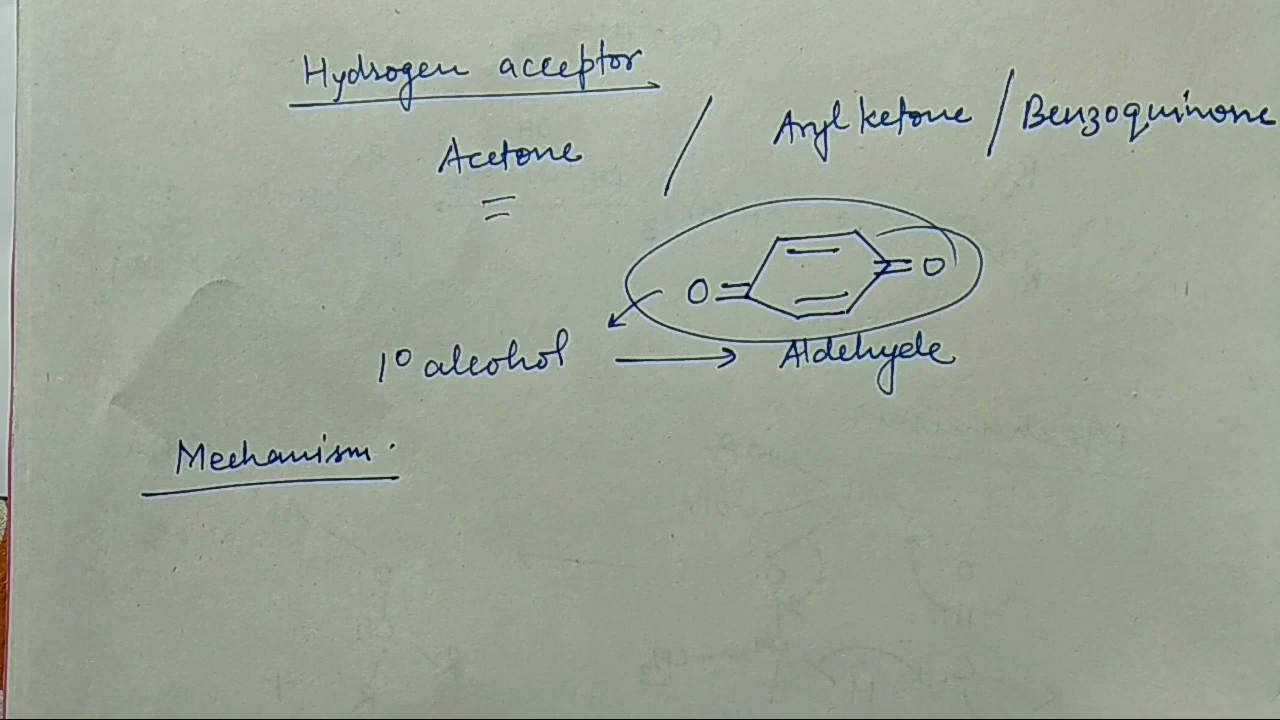 Hydrogen acceptor
Acetone / Aryl ketone / Benzoquinone
O O
1° alcohol → Aldehyde
Mechanism.